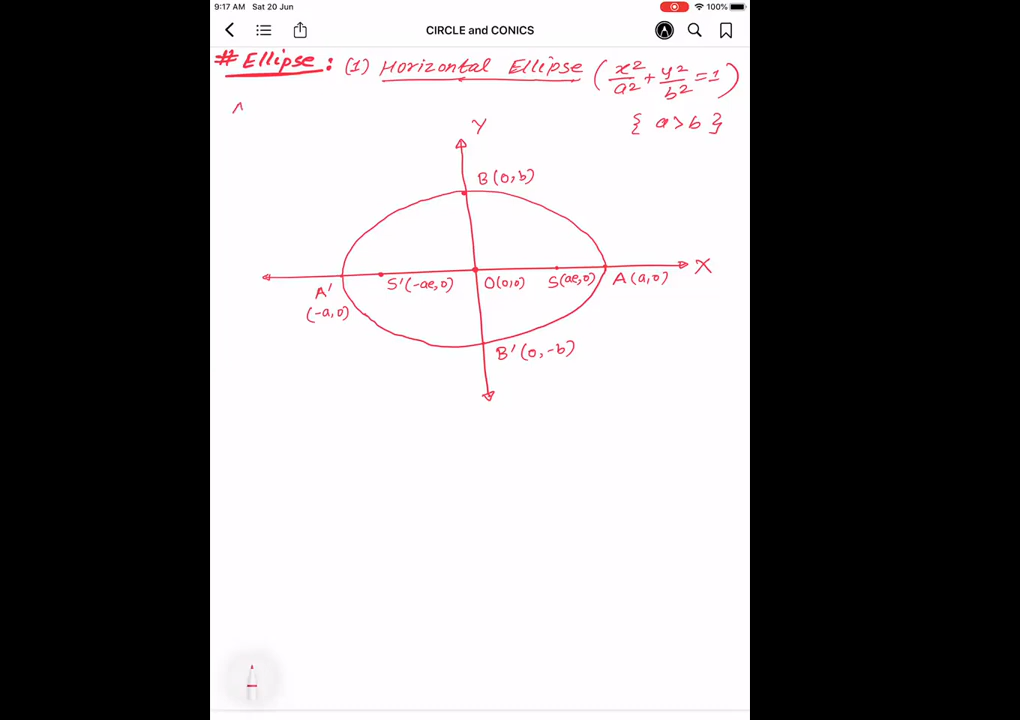 9:17 AM Sat 20 Jun 100%
CIRCLE and CONICS
# Ellipse : (1) Horizontal Ellipse ( x²/a² + y²/b² = 1 )
{ a > b }
Y
B(0, b)
X
S'(-ae, 0) O(0,0) S(ae, 0) A(a, 0)
A'
(-a, 0)
B'(0, -b)